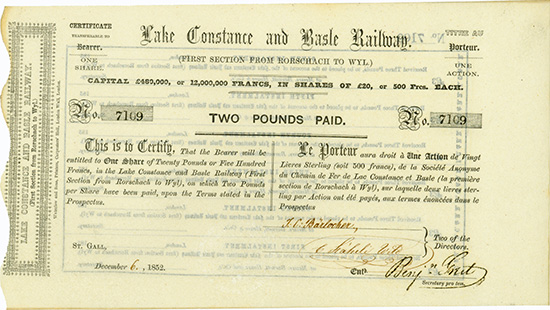 CERTIFICATE
TRANSFERABLE TO
Bearer.
ONE
SHARE.
Lake Constance and Basle Railway.
(FIRST SECTION FROM RORSCHACH TO WYL.)
Porteur.
UNE
ACTION.
CAPITAL £489,000, or 12,000,000 FRANCS, IN SHARES OF £20, or 500 Frcs. EACH.
No. 7109
TWO POUNDS PAID.
No. 7109
This is to Certify, That the Bearer will be
entitled to One Share of Twenty Pounds or Five Hundred
Francs, in the Lake Constance and Basle Railway (First
Section from Rorschach to Wyl), on which Two Pounds
per Share have been paid, upon the Terms stated in the
Prospectus.
Le Porteur aura droit à Une Action de Vingt
Livres Sterling (soit 500 francs), de la Société Anonyme
du Chemin de Fer de Lac Constance et Basle (la première
section de Rorschach à Wyl), sur laquelle deux livres ster-
ling par Action ont été payés, aux termes énoncées dans le
Prospectus
ST. GALL,
December 6, 1852.
Two of the
Directors.
Entd.
Secretary pro tem.
LAKE CONSTANCE AND BASLE RAILWAY.
(First Section from Rorschach to Wyl)